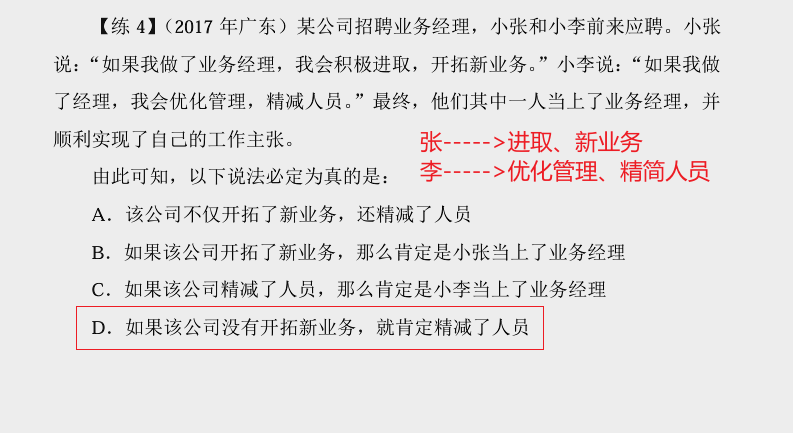 【练 4】（2017 年广东）某公司招聘业务经理，小张和小李前来应聘。小张
说：“如果我做了业务经理，我会积极进取，开拓新业务。”小李说：“如果我做
了经理，我会优化管理，精减人员。”最终，他们其中一人当上了业务经理，并
顺利实现了自己的工作主张。
张----->进取、新业务
李----->优化管理、精简人员
由此可知，以下说法必定为真的是：
A．该公司不仅开拓了新业务，还精减了人员
B．如果该公司开拓了新业务，那么肯定是小张当上了业务经理
C．如果该公司精减了人员，那么肯定是小李当上了业务经理
D．如果该公司没有开拓新业务，就肯定精减了人员